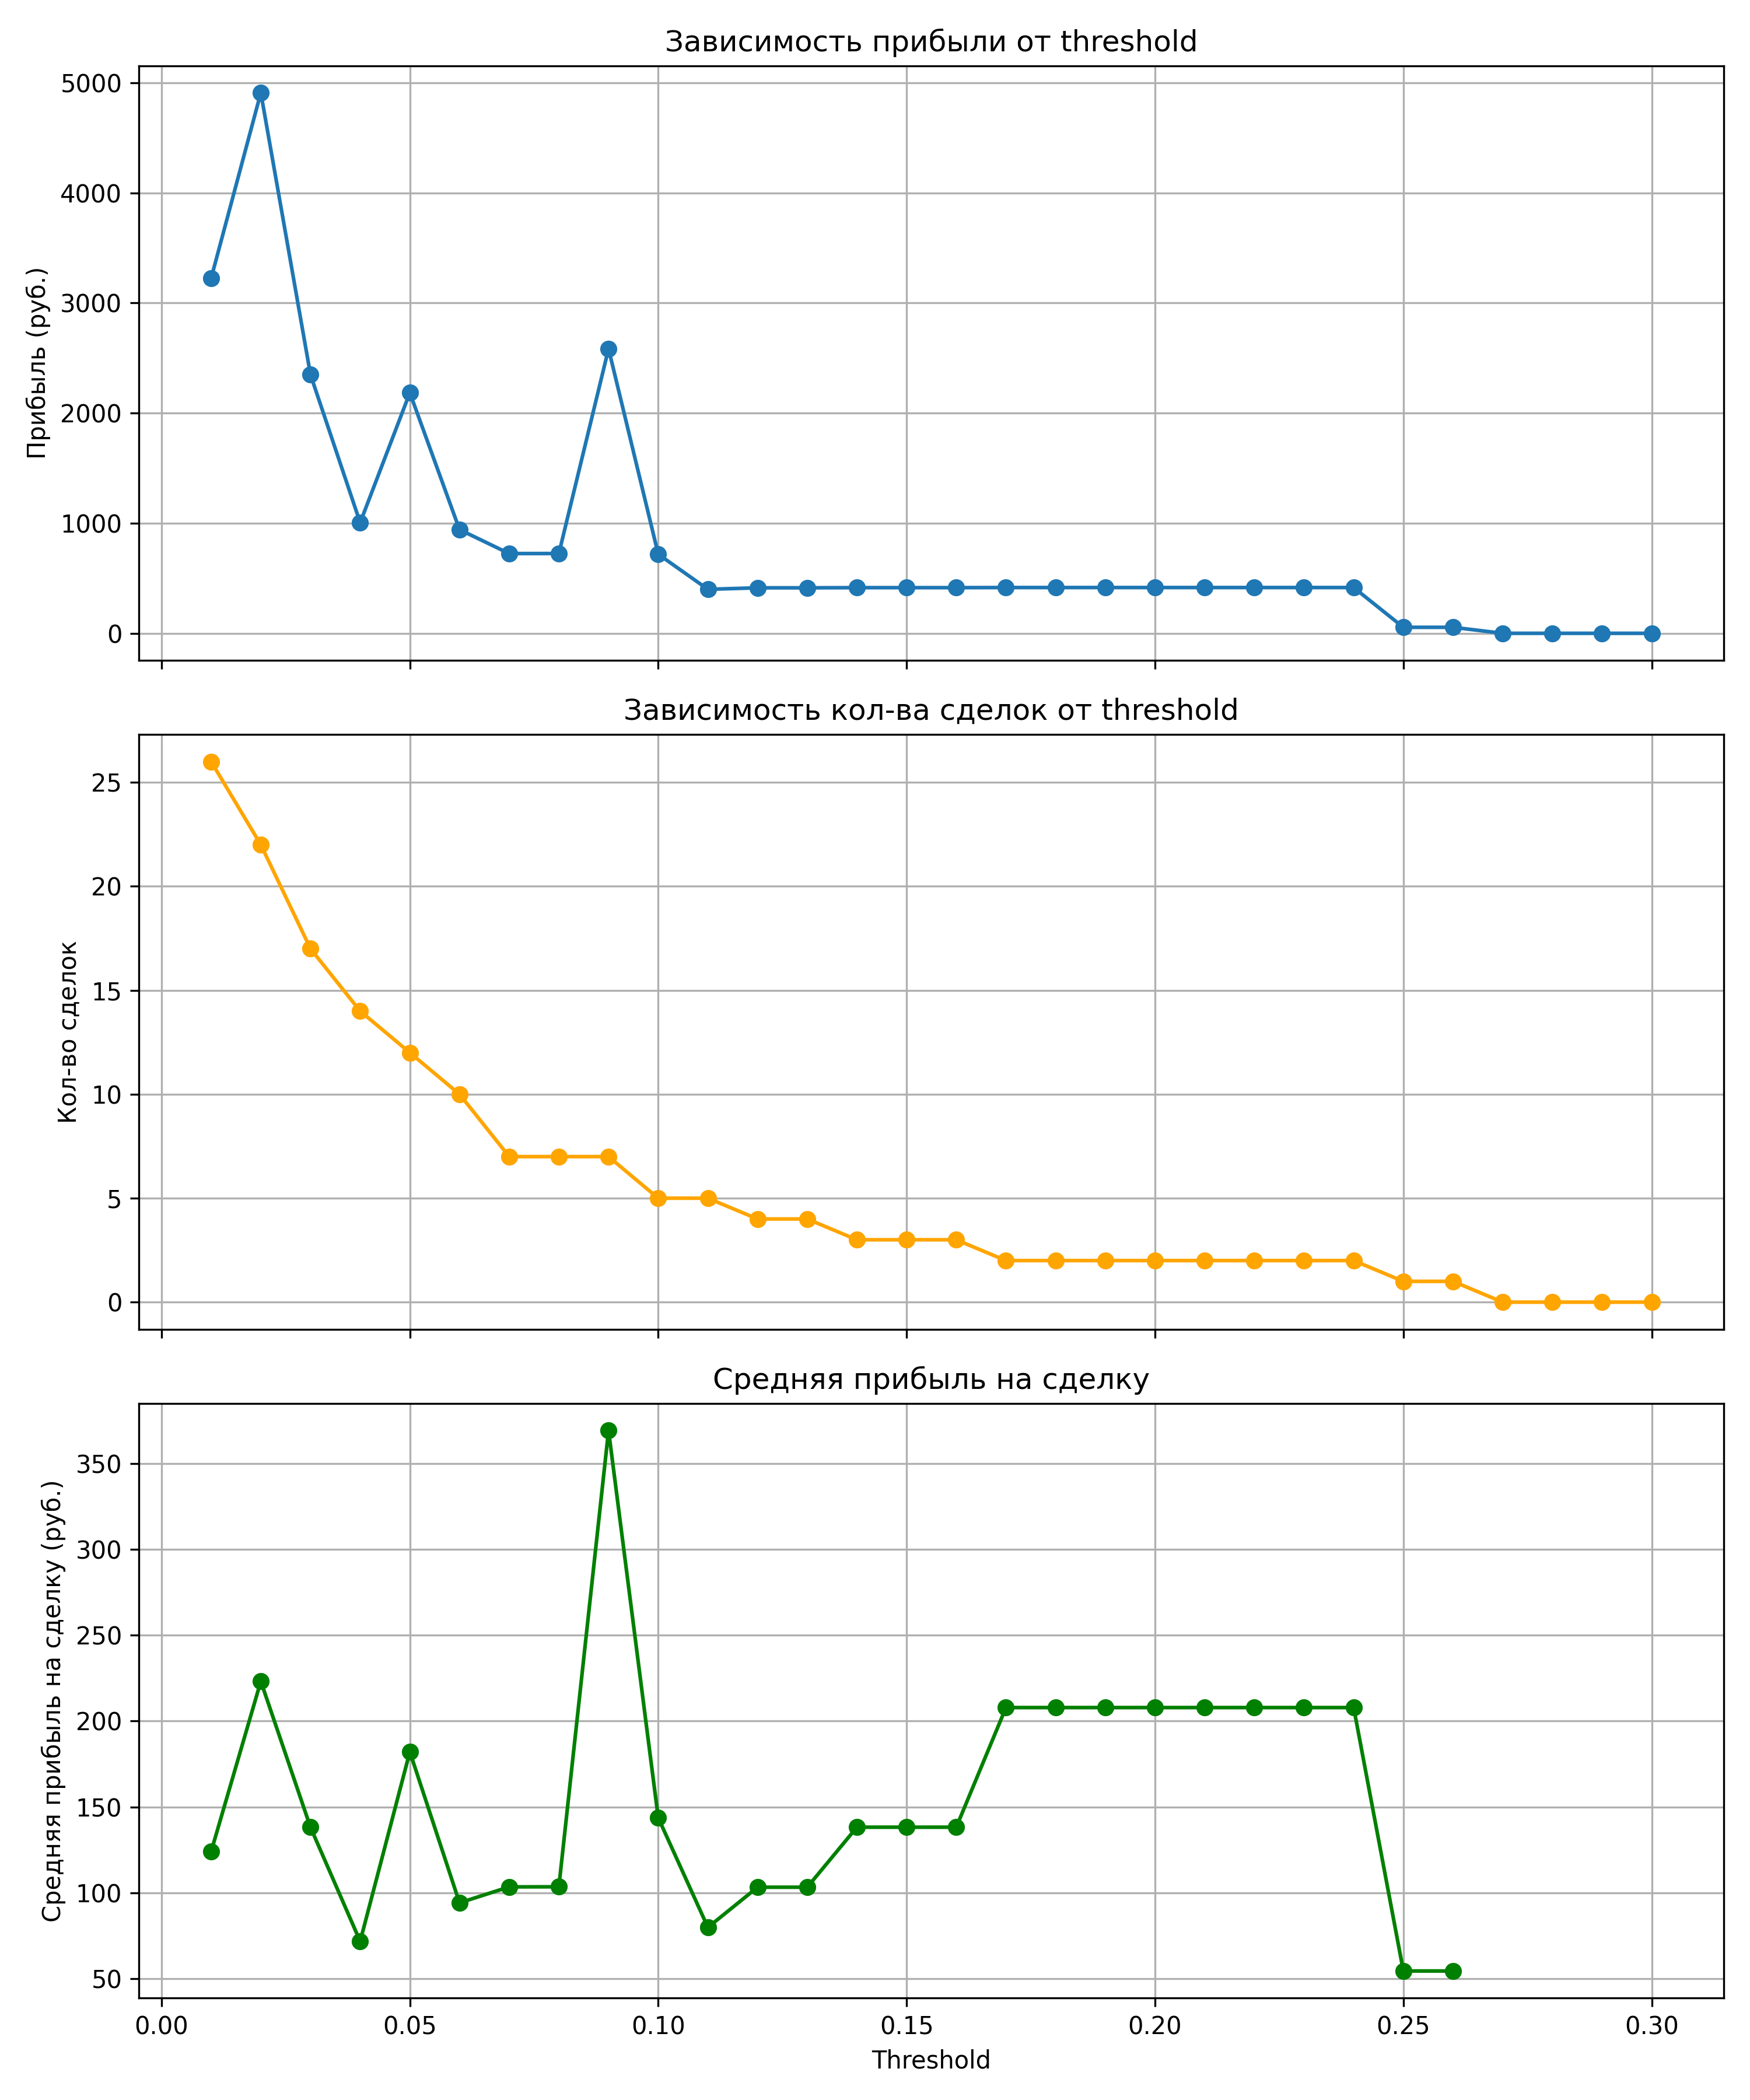 Зависимость прибыли от threshold
Прибыль (руб.)
5000
4000
3000
2000
1000
0
Зависимость кол-ва сделок от threshold
Кол-во сделок
25
20
15
10
5
0
Средняя прибыль на сделку
Средняя прибыль на сделку (руб.)
350
300
250
200
150
100
50
0.00 0.05 0.10 0.15 0.20 0.25 0.30
Threshold